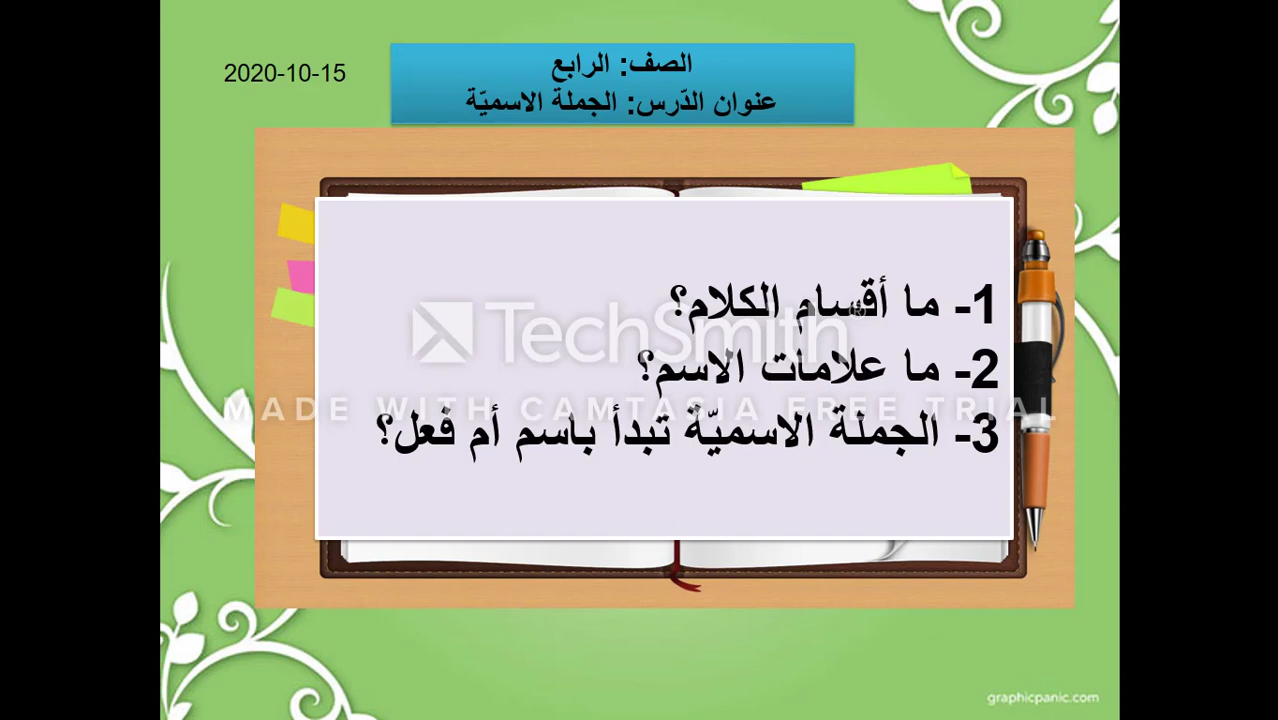 2020-10-15
الصف: الرابع
عنوان الدّرس: الجملة الاسميّة
1- ما أقسام الكلام؟
2- ما علامات الاسم؟
3- الجملة الاسميّة تبدأ باسم أم فعل؟
TechSmith®
MADE WITH CAMTASIA FREE TRIAL
graphicpanic.com